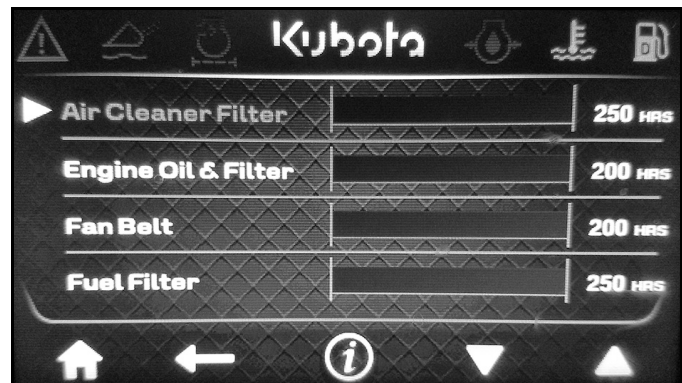 Kubota
D
Air Cleaner Filter 250 HRS
Engine Oil & Filter 200 HRS
Fan Belt 200 HRS
Fuel Filter 250 HRS
i